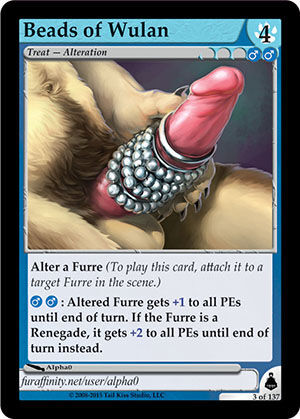 Beads of Wulan
4
Treat — Alteration
Alter a Furre (To play this card, attach it to
a target Furre in the scene.)
♂ ♂ : Altered Furre gets +1 to all PEs
until end of turn. If the Furre is a
Renegade, it gets +2 to all PEs until end of
turn instead.
Alpha0
furaffinity.net/user/alpha0
© 2008-2015 Tail Kiss Studio, LLC
3 of 137